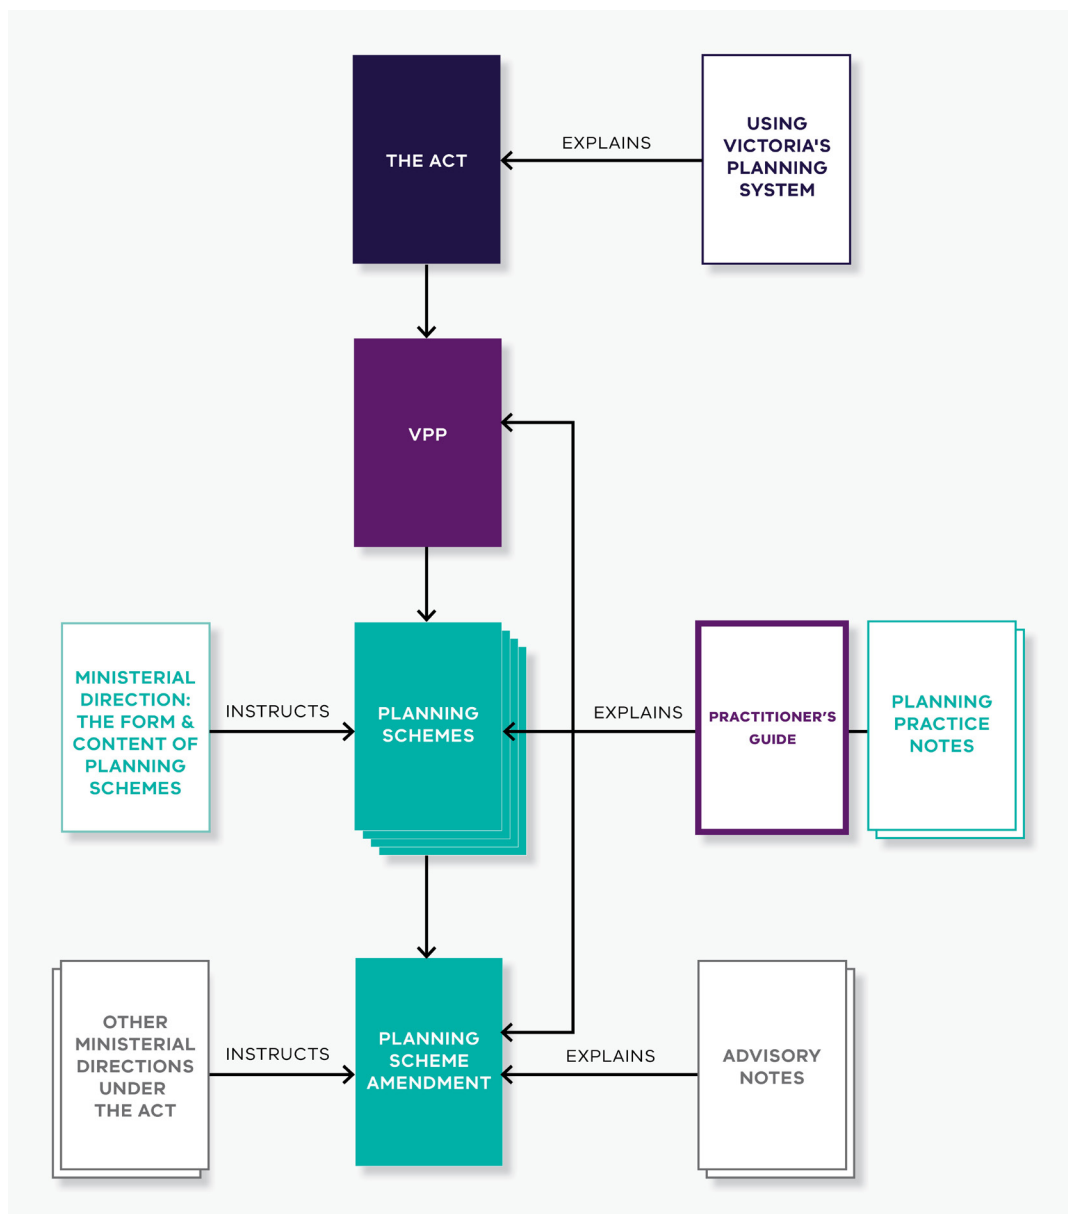 THE ACT
EXPLAINS
USING
VICTORIA'S
PLANNING
SYSTEM
VPP
MINISTERIAL
DIRECTION:
THE FORM &
CONTENT OF
PLANNING
SCHEMES
INSTRUCTS
PLANNING
SCHEMES
EXPLAINS
PRACTITIONER'S
GUIDE
PLANNING
PRACTICE
NOTES
OTHER
MINISTERIAL
DIRECTIONS
UNDER
THE ACT
INSTRUCTS
PLANNING
SCHEME
AMENDMENT
EXPLAINS
ADVISORY
NOTES